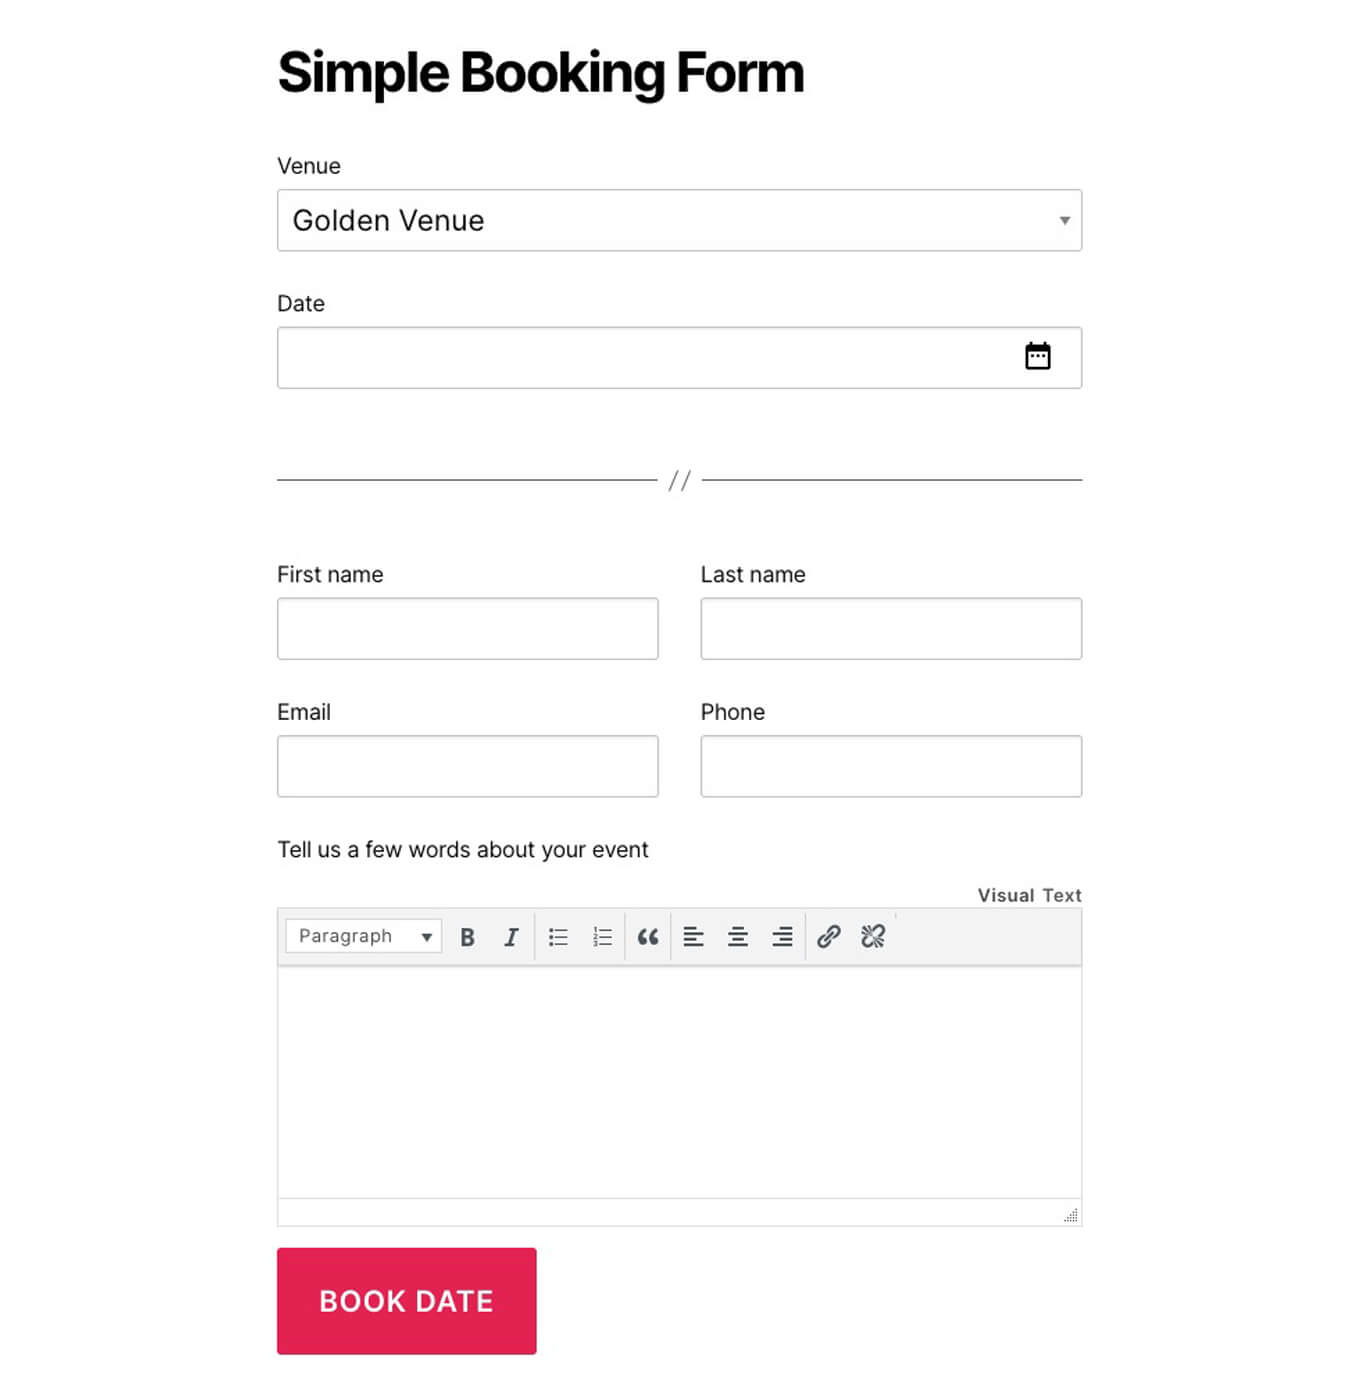 Simple Booking Form
Venue
Golden Venue
Date
//
First name Last name
Email Phone
Tell us a few words about your event
Visual Text
Paragraph B I
BOOK DATE